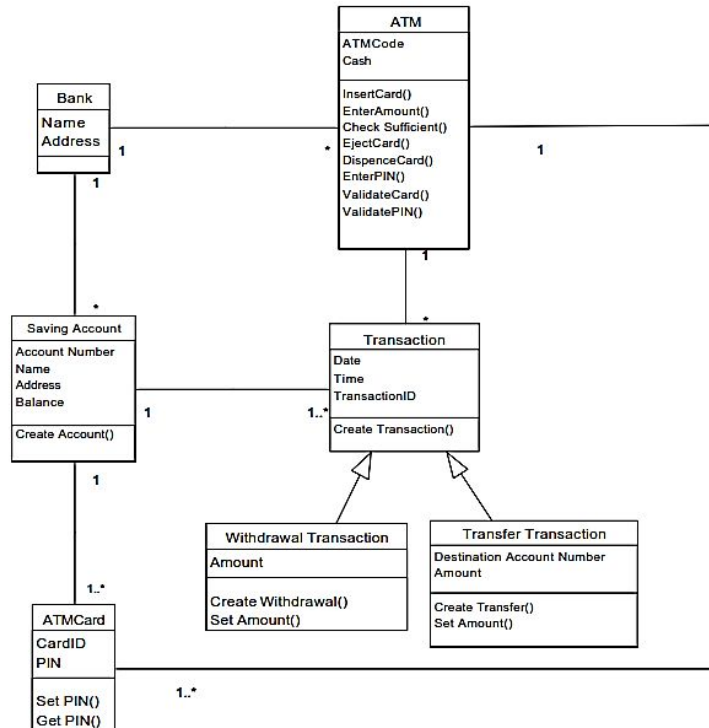 ATM
ATMCode
Cash
InsertCard()
EnterAmount()
Check Sufficient()
EjectCard()
DispenceCard()
EnterPIN()
ValidateCard()
ValidatePIN()
Bank
Name
Address
1
*
1
1
1
*
*
Saving Account
Account Number
Name
Address
Balance
Create Account()
Transaction
Date
Time
TransactionID
Create Transaction()
1
1..*
1
Withdrawal Transaction
Amount
Create Withdrawal()
Set Amount()
Transfer Transaction
Destination Account Number
Amount
Create Transfer()
Set Amount()
1..*
ATMCard
CardID
PIN
Set PIN()
Get PIN()
1..*